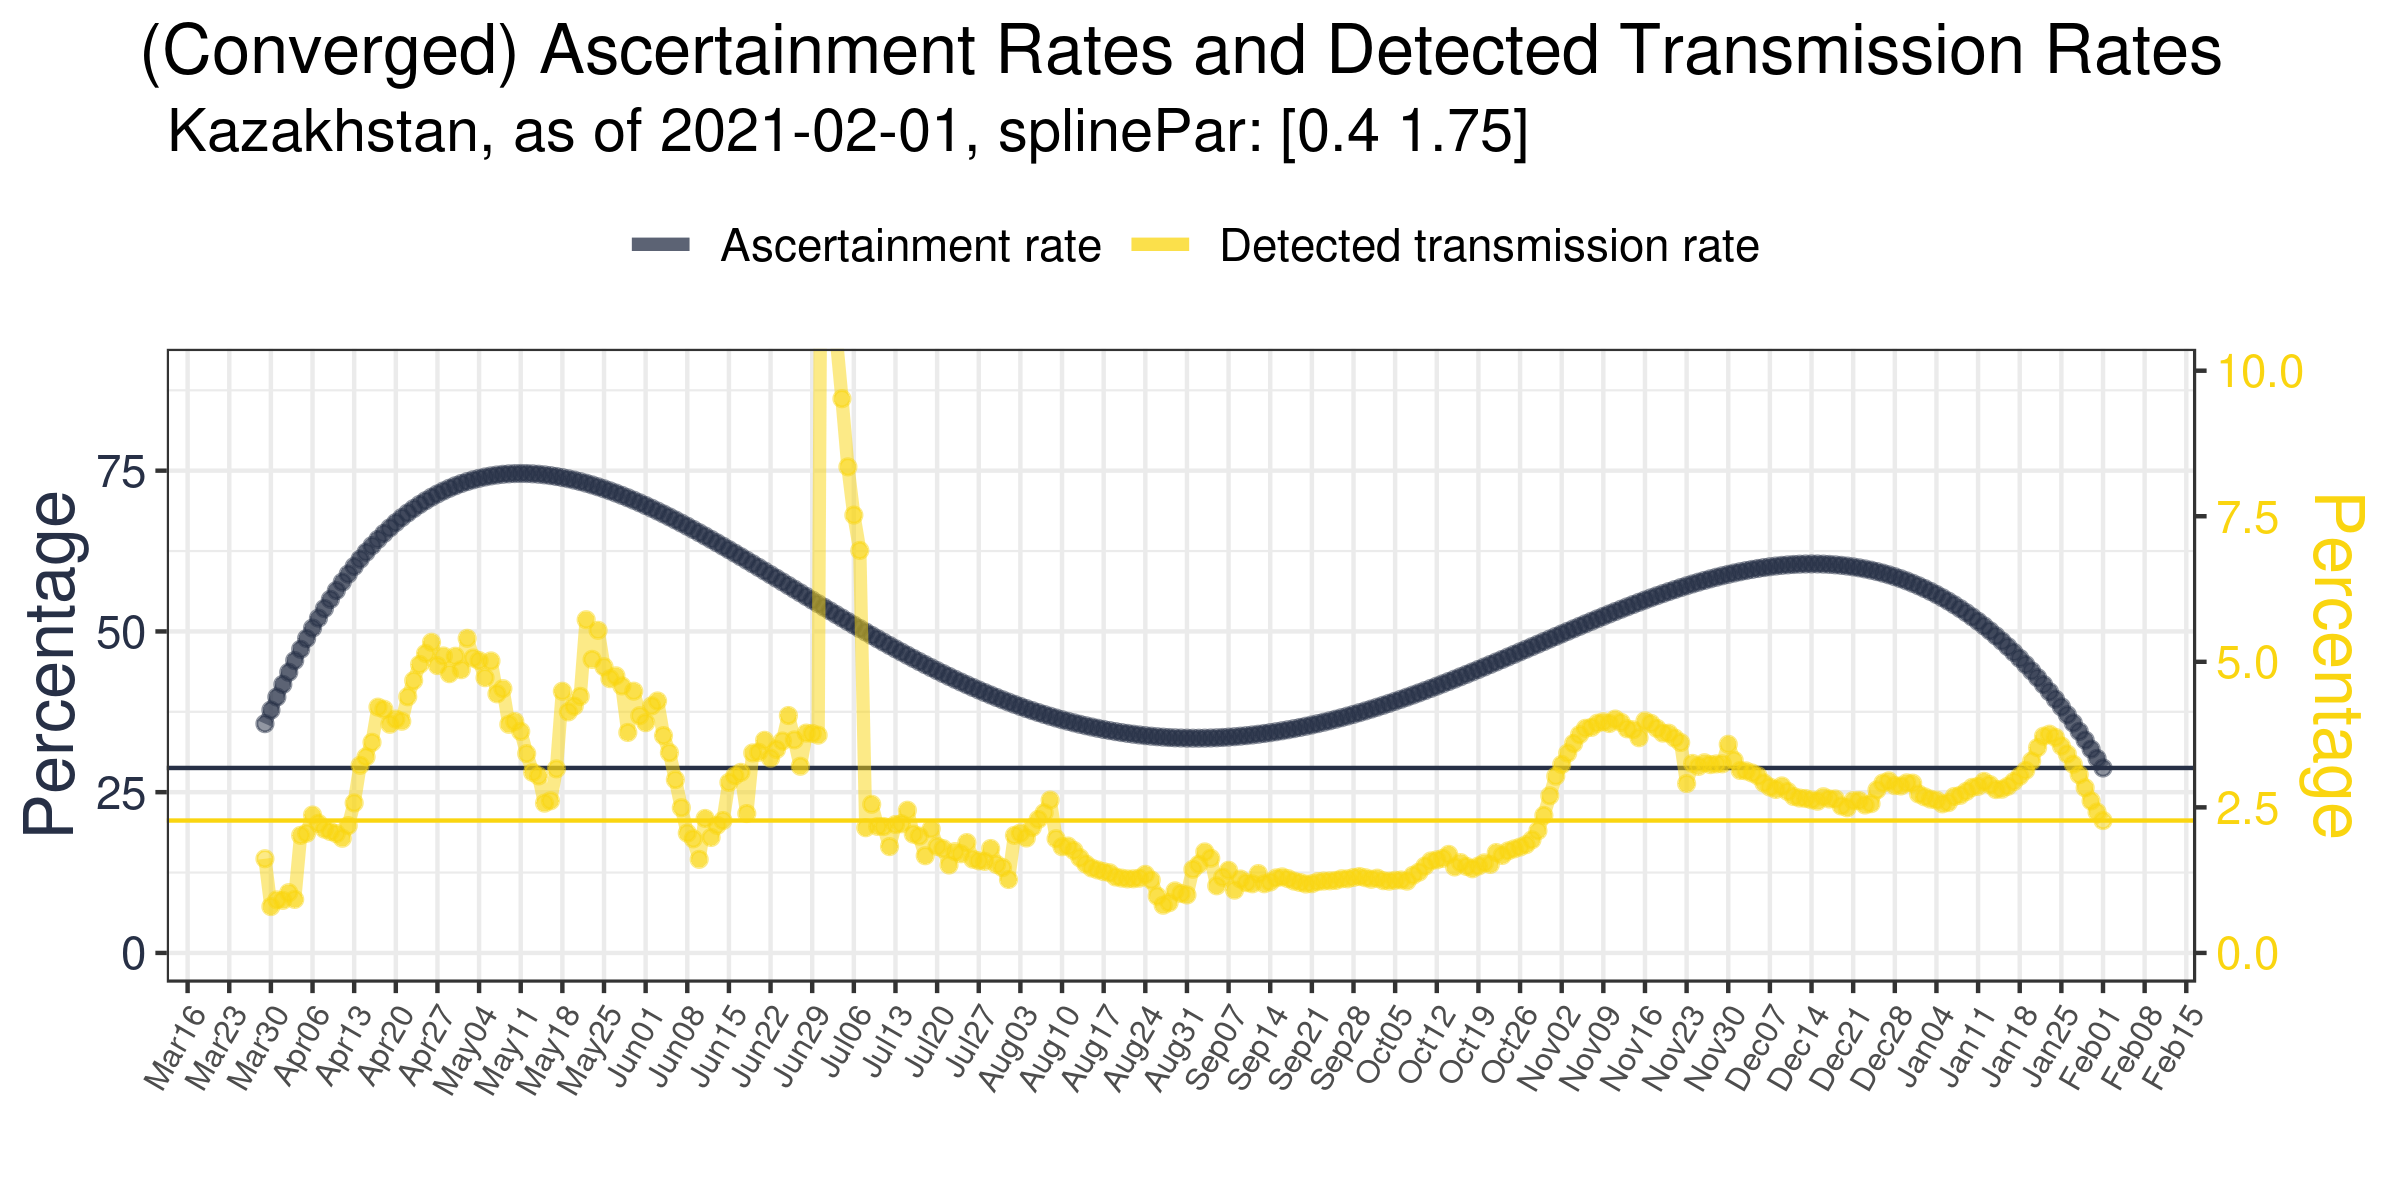 (Converged) Ascertainment Rates and Detected Transmission Rates
Kazakhstan, as of 2021-02-01, splinePar: [0.4 1.75]
Ascertainment rate
Detected transmission rate
Percentage
75
50
25
0
10.0
7.5
5.0
2.5
0.0
Percentage
Mar16
Mar23
Mar30
Apr06
Apr13
Apr20
Apr27
May04
May11
May18
May25
Jun01
Jun08
Jun15
Jun22
Jun29
Jul06
Jul13
Jul20
Jul27
Aug03
Aug10
Aug17
Aug24
Aug31
Sep07
Sep14
Sep21
Sep28
Oct05
Oct12
Oct19
Oct26
Nov02
Nov09
Nov16
Nov23
Nov30
Dec07
Dec14
Dec21
Dec28
Jan04
Jan11
Jan18
Jan25
Feb01
Feb08
Feb15